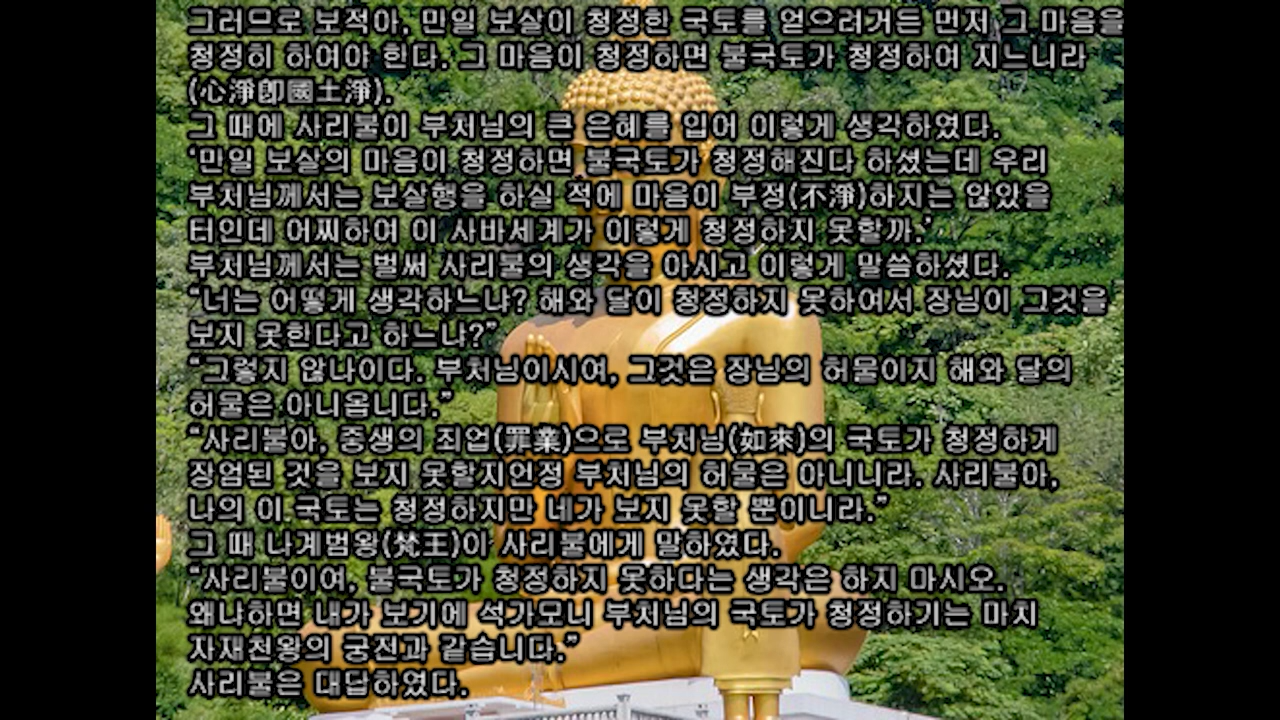 그러므로 보적아, 만일 보살이 청정한 국토를 얻으려거든 먼저 그 마음을
청정히 하여야 한다. 그 마음이 청정하면 불국토가 청정하여 지느니라
(心淨卽國土淨).
그 때에 사리불이 부처님의 큰 은혜를 입어 이렇게 생각하였다.
‘만일 보살의 마음이 청정하면 불국토가 청정해진다 하셨는데 우리
부처님께서는 보살행을 하실 적에 마음이 부정(不淨)하지는 않았을
터인데 어찌하여 이 사바세계가 이렇게 청정하지 못할까.’
부처님께서는 벌써 사리불의 생각을 아시고 이렇게 말씀하셨다.
“너는 어떻게 생각하느냐? 해와 달이 청정하지 못하여서 장님이 그것을
보지 못한다고 하느냐?”
“그렇지 않나이다. 부처님이시여, 그것은 장님의 허물이지 해와 달의
허물은 아니옵니다.”
“사리불아, 중생의 죄업(罪業)으로 부처님(如來)의 국토가 청정하게
장엄된 것을 보지 못할지언정 부처님의 허물은 아니니라. 사리불아,
나의 이 국토는 청정하지만 네가 보지 못할 뿐이니라.”
그 때 나계범왕(梵王)이 사리불에게 말하였다.
“사리불이여, 불국토가 청정하지 못하다는 생각은 하지 마시오.
왜냐하면 내가 보기에 석가모니 부처님의 국토가 청정하기는 마치
자재천왕의 궁전과 같습니다.”
사리불은 대답하였다.